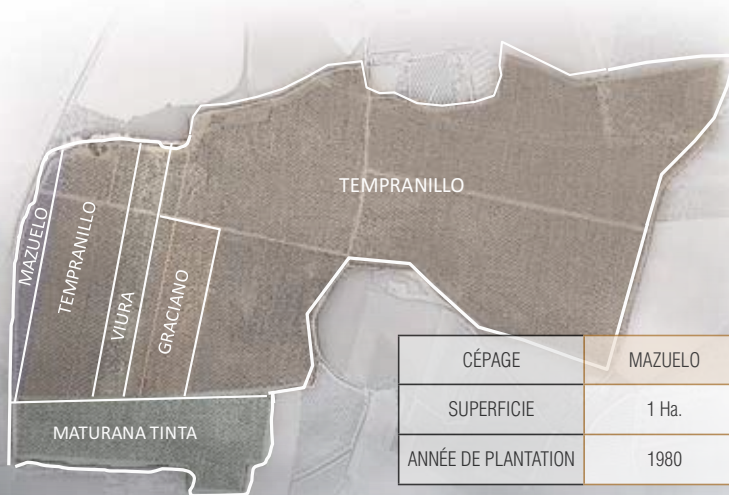 TEMPRANILLO
MAZUELO
TEMPRANILLO
VIURA
GRACIANO
MATURANA TINTA
CÉPAGE MAZUELO
SUPERFICIE 1 Ha.
ANNÉE DE PLANTATION 1980